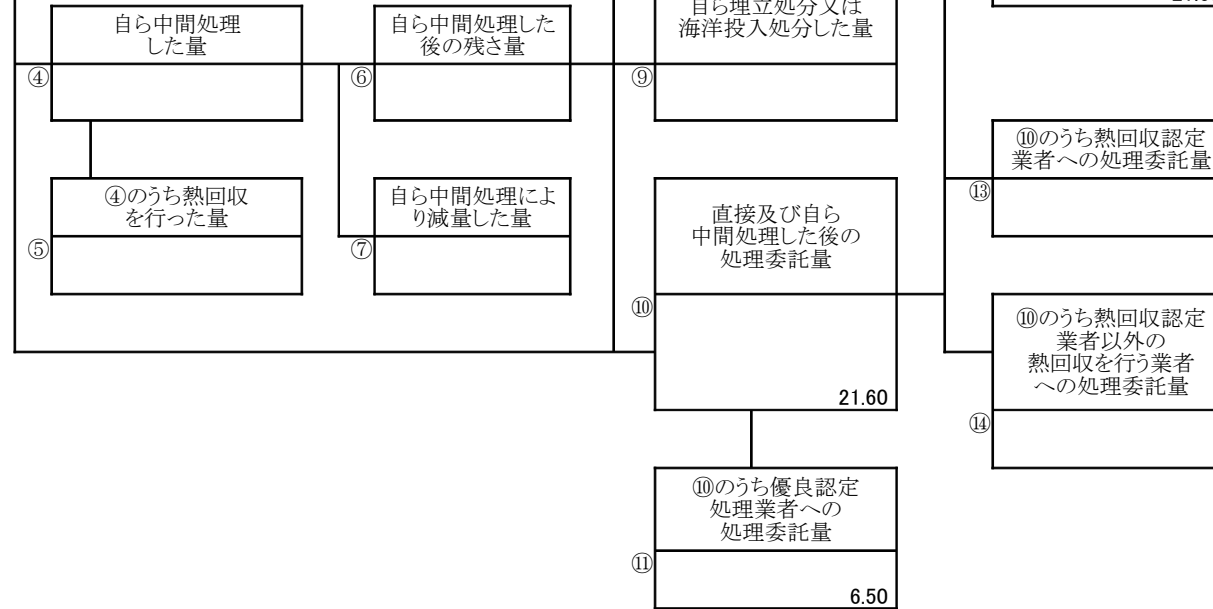 自ら中間処理
した量
④
自ら中間処理した
後の残さ量
⑥
自ら埋立処分又は
海洋投入処分した量
⑨
④のうち熱回収
を行った量
⑤
自ら中間処理によ
り減量した量
⑦
直接及び自ら
中間処理した後の
処理委託量
⑩
21.60
⑩のうち熱回収認定
業者への処理委託量
⑬
⑩のうち熱回収認定
業者以外の
熱回収を行う業者
への処理委託量
⑭
⑩のうち優良認定
処理業者への
処理委託量
⑪
6.50